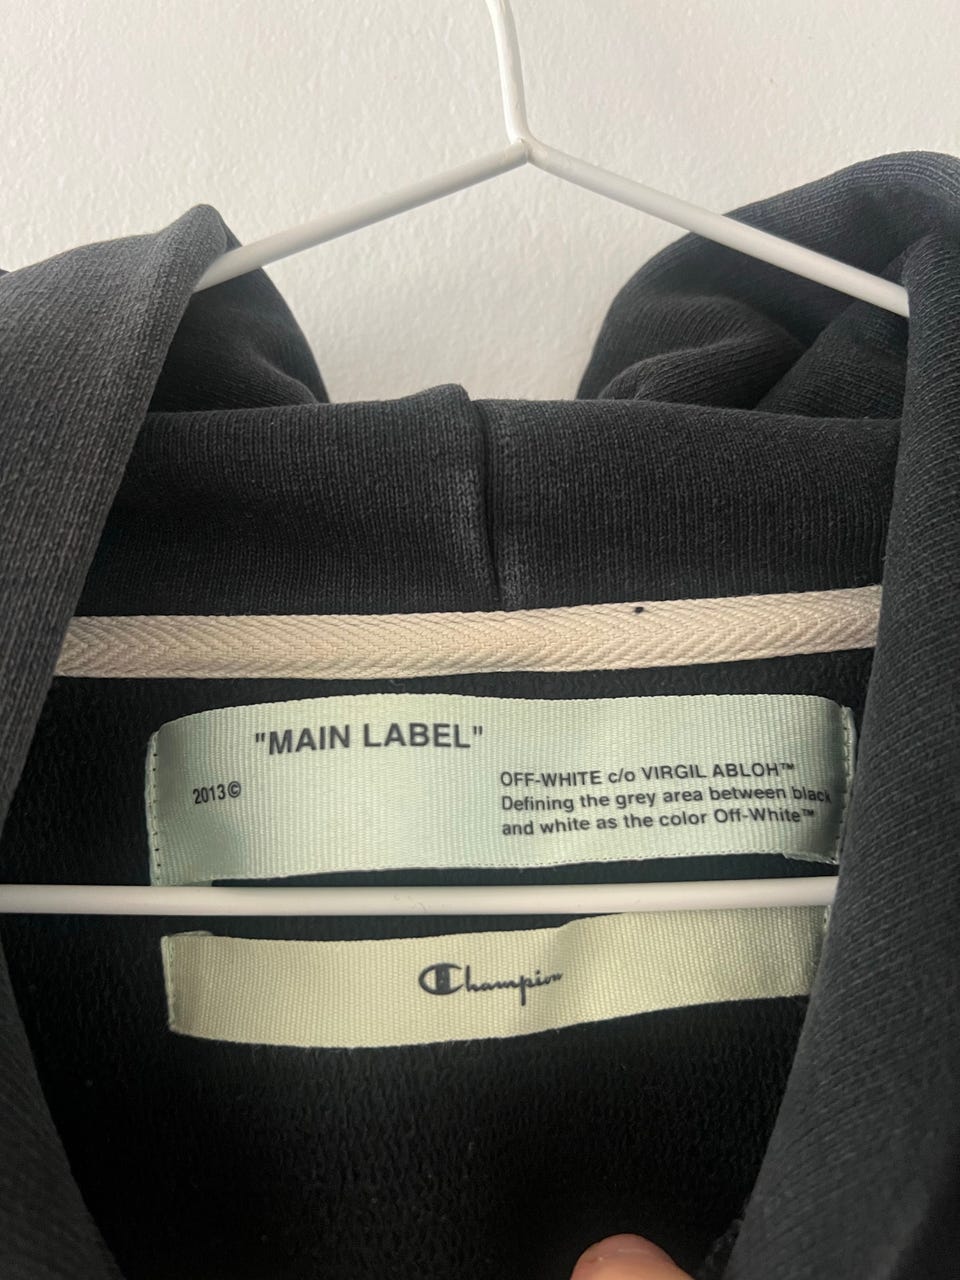 "MAIN LABEL"
2013©
OFF-WHITE c/o VIRGIL ABLOH™
Defining the grey area between black
and white as the color Off-White™
Champion